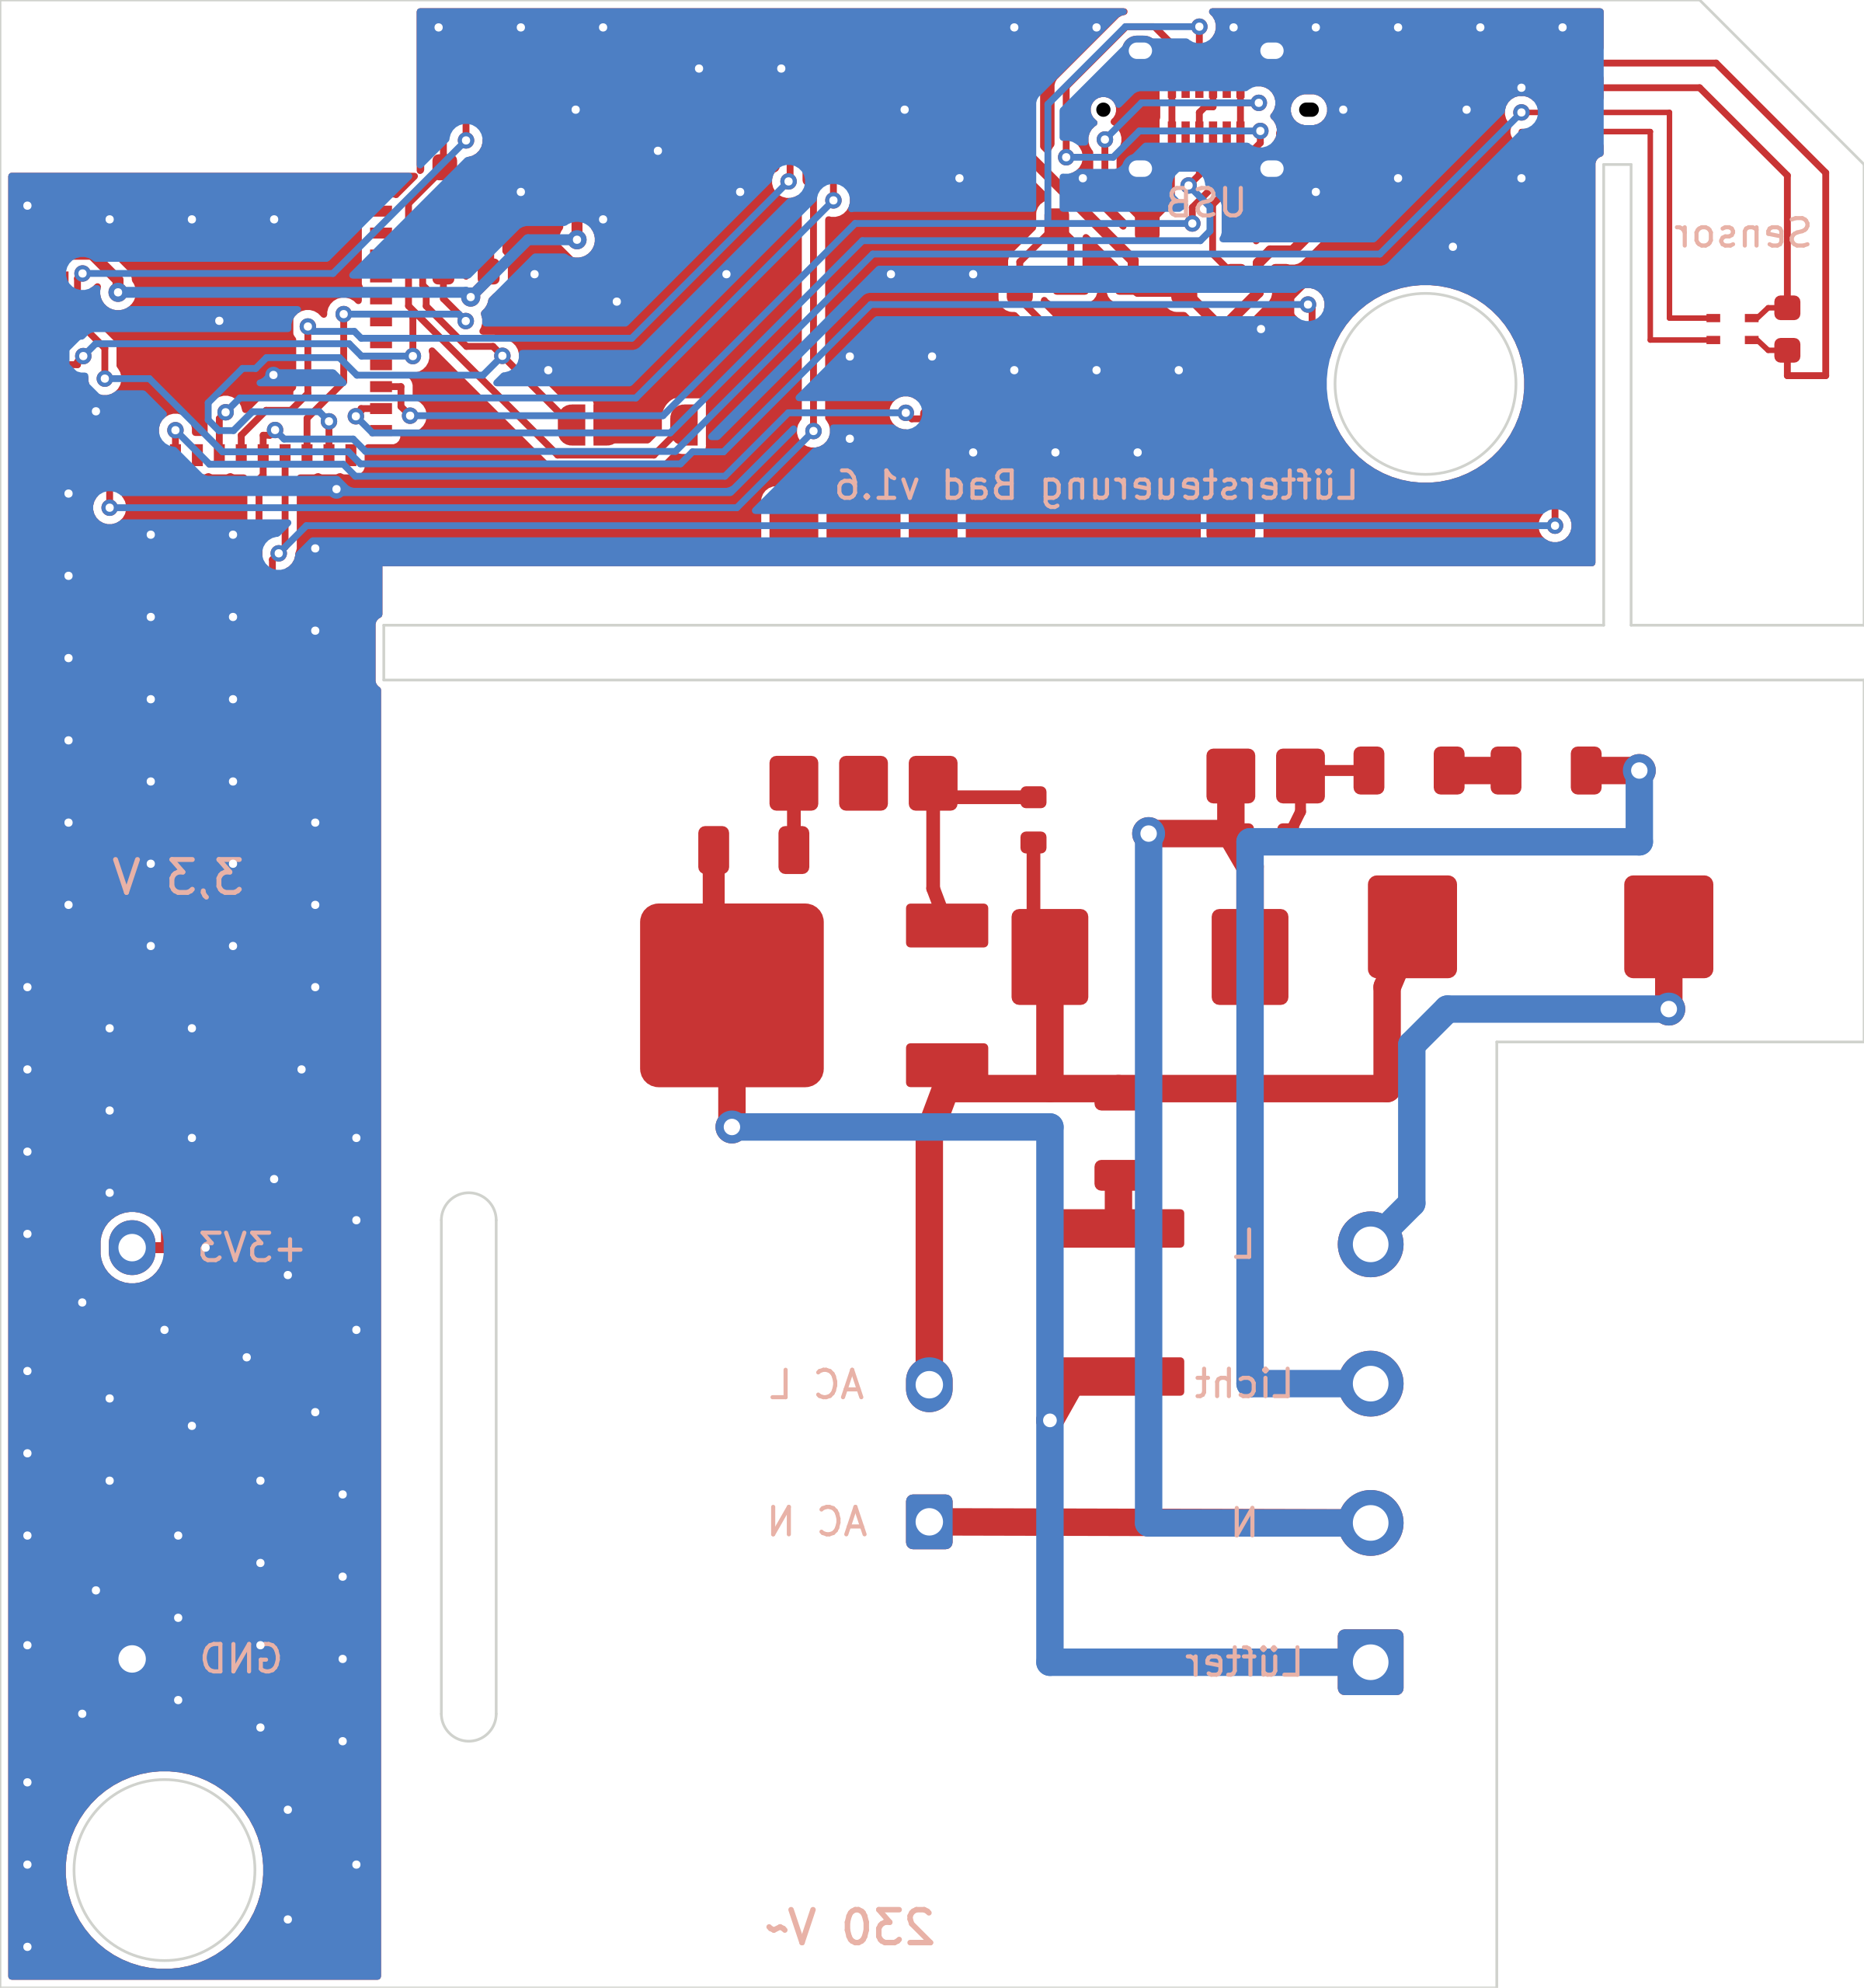 USB
Sensor
Lüftersteuerung Bad v1.6
3,3 V
+3V3
L
AC L
Licht
AC N
N
GND
Lüfter
230 V~